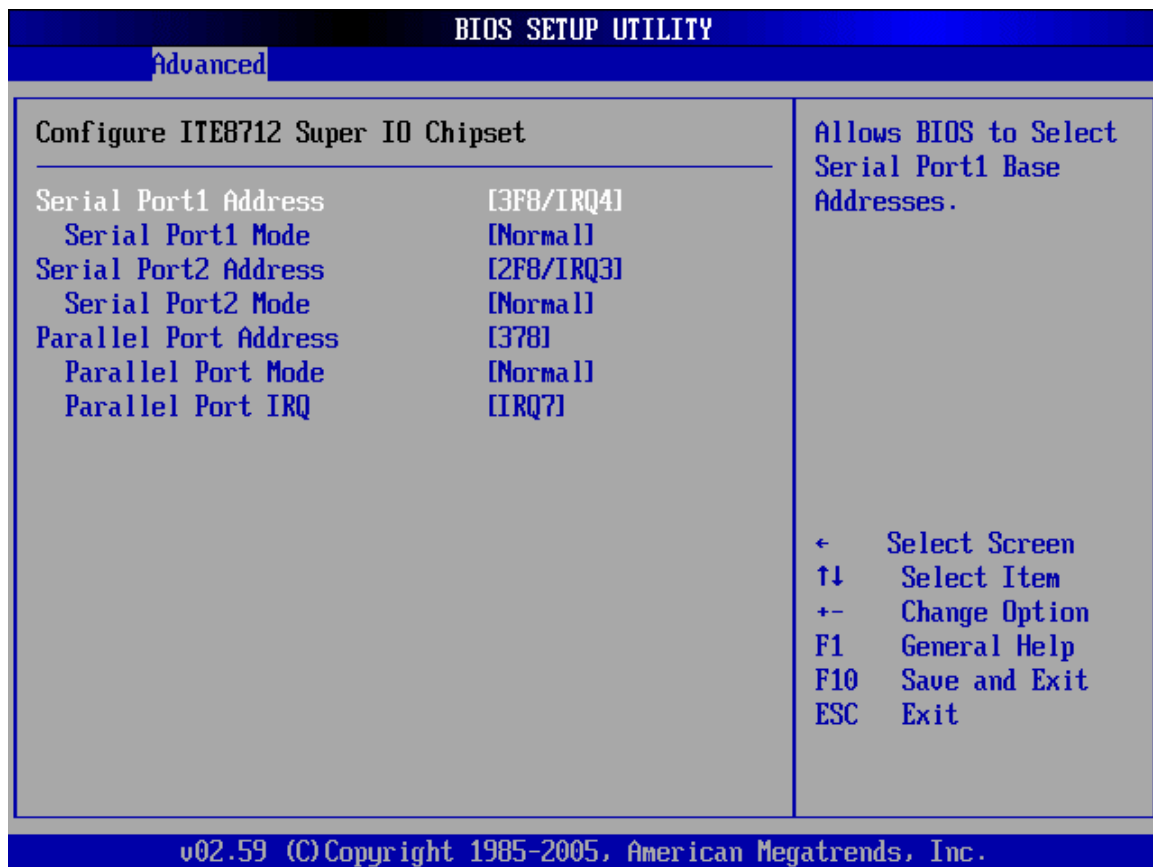 BIOS SETUP UTILITY
Advanced
Configure ITE8712 Super IO Chipset
Serial Port1 Address [3F8/IRQ4]
Serial Port1 Mode [Normal]
Serial Port2 Address [2F8/IRQ3]
Serial Port2 Mode [Normal]
Parallel Port Address [378]
Parallel Port Mode [Normal]
Parallel Port IRQ [IRQ7]
Allows BIOS to Select
Serial Port1 Base
Addresses.
← Select Screen
↑↓ Select Item
+- Change Option
F1 General Help
F10 Save and Exit
ESC Exit
v02.59 (C)Copyright 1985-2005, American Megatrends, Inc.